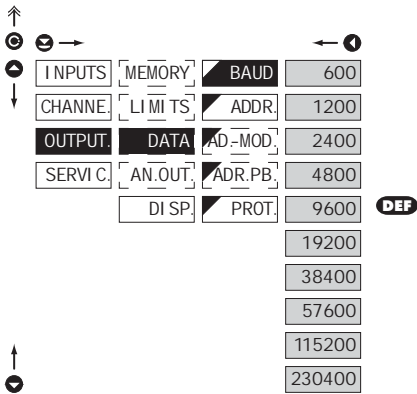 INPUTS MEMORY BAUD 600
CHANNE. LIMITS ADDR. 1200
OUTPUT. DATA AD.-MOD. 2400
SERVIC. AN.OUT. ADR.PB. 4800
DISP. PROT. 9600 DEF
19200
38400
57600
115200
230400